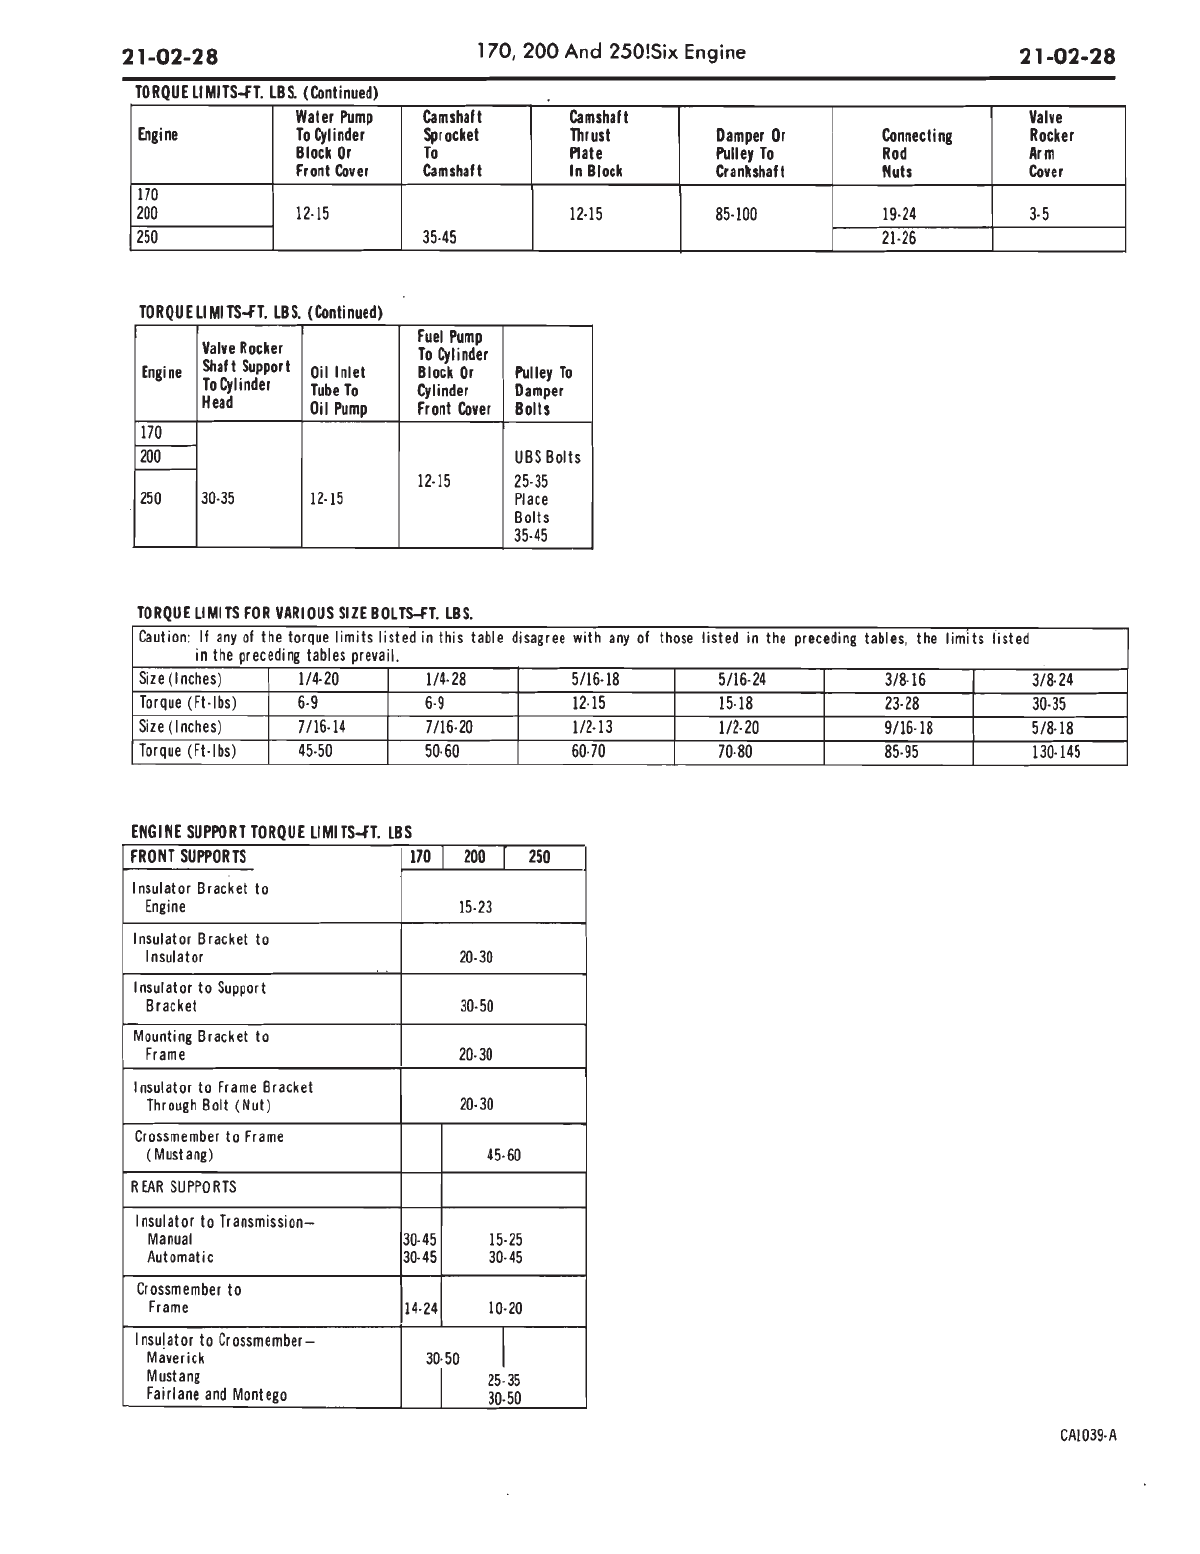 21-02-28 170, 200 And 250!Six Engine 21-02-28
TORQUE LIMITS-FT. LBS. (Continued)
Engine
Water Pump To Cylinder Block Or Front Cover
Camshaft Sprocket To Camshaft
Camshaft Thrust Plate In Block
Damper Or Pulley To Crankshaft
Connecting Rod Nuts
Valve Rocker Arm Cover
170
200 12-15 12-15 85-100 19-24 3-5
250 35-45 21-26
TORQUE LIMITS-FT. LBS. (Continued)
Engine
Valve Rocker Shaft Support To Cylinder Head
Oil Inlet Tube To Oil Pump
Fuel Pump To Cylinder Block Or Cylinder Front Cover
Pulley To Damper Bolts
170
200 UBS Bolts
12-15 25-35
250 30-35 12-15 Place
Bolts
35-45
TORQUE LIMITS FOR VARIOUS SIZE BOLTS-FT. LBS.
Caution: If any of the torque limits listed in this table disagree with any of those listed in the preceding tables, the limits listed
in the preceding tables prevail.
Size (Inches) 1/4-20 1/4-28 5/16-18 5/16-24 3/8-16 3/8-24
Torque (Ft-lbs) 6-9 6-9 12-15 15-18 23-28 30-35
Size (Inches) 7/16-14 7/16-20 1/2-13 1/2-20 9/16-18 5/8-18
Torque (Ft-lbs) 45-50 50-60 60-70 70-80 85-95 130-145
ENGINE SUPPORT TORQUE LIMITS-FT. LBS
FRONT SUPPORTS 170 200 250
Insulator Bracket to
Engine 15-23
Insulator Bracket to
Insulator 20-30
Insulator to Support
Bracket 30-50
Mounting Bracket to
Frame 20-30
Insulator to Frame Bracket
Through Bolt (Nut) 20-30
Crossmember to Frame
(Mustang) 45-60
REAR SUPPORTS
Insulator to Transmission—
Manual 30-45 15-25
Automatic 30-45 30-45
Crossmember to
Frame 14-24 10-20
Insulator to Crossmember—
Maverick 30-50
Mustang 25-35
Fairlane and Montego 30-50
CA1039-A